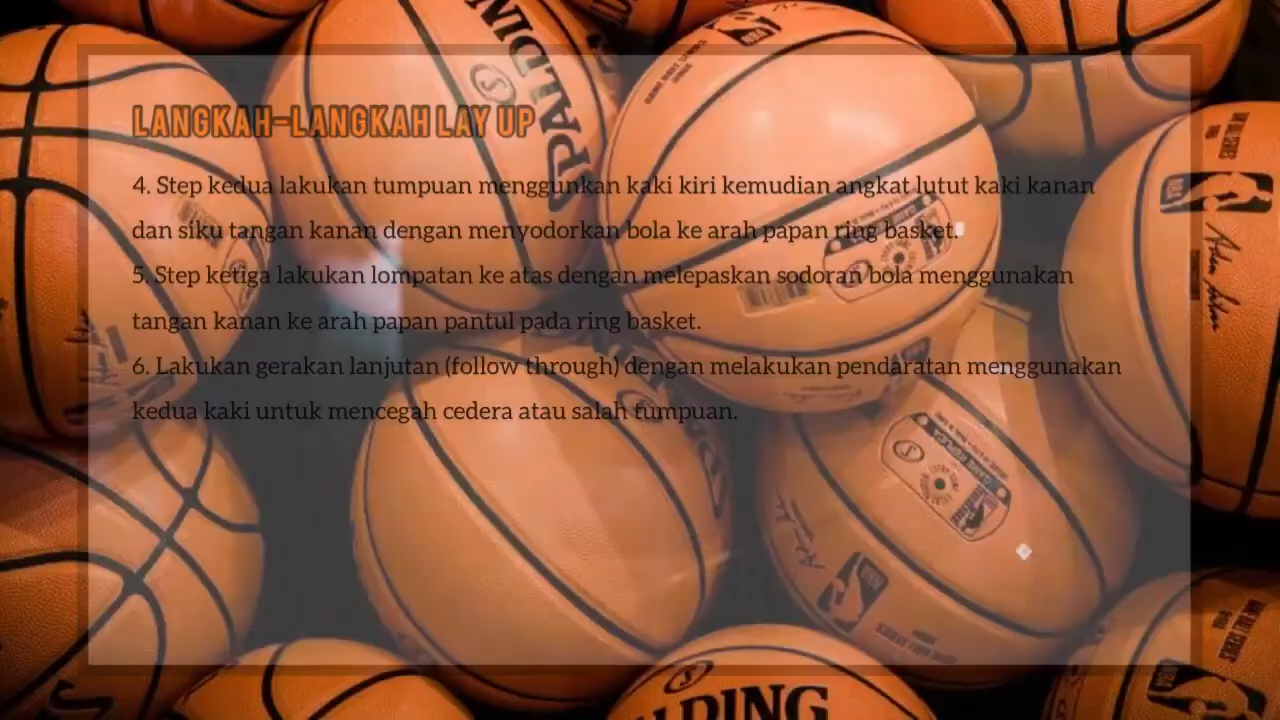 SPALDING
LANGKAH-LANGKAH LAY UP
4. Step kedua lakukan tumpuan menggunkan kaki kiri kemudian angkat lutut kaki kanan
dan siku tangan kanan dengan menyodorkan bola ke arah papan ring basket.
5. Step ketiga lakukan lompatan ke atas dengan melepaskan sodoran bola menggunakan
tangan kanan ke arah papan pantul pada ring basket.
6. Lakukan gerakan lanjutan (follow through) dengan melakukan pendaratan menggunakan
kedua kaki untuk mencegah cedera atau salah tumpuan.
LDING